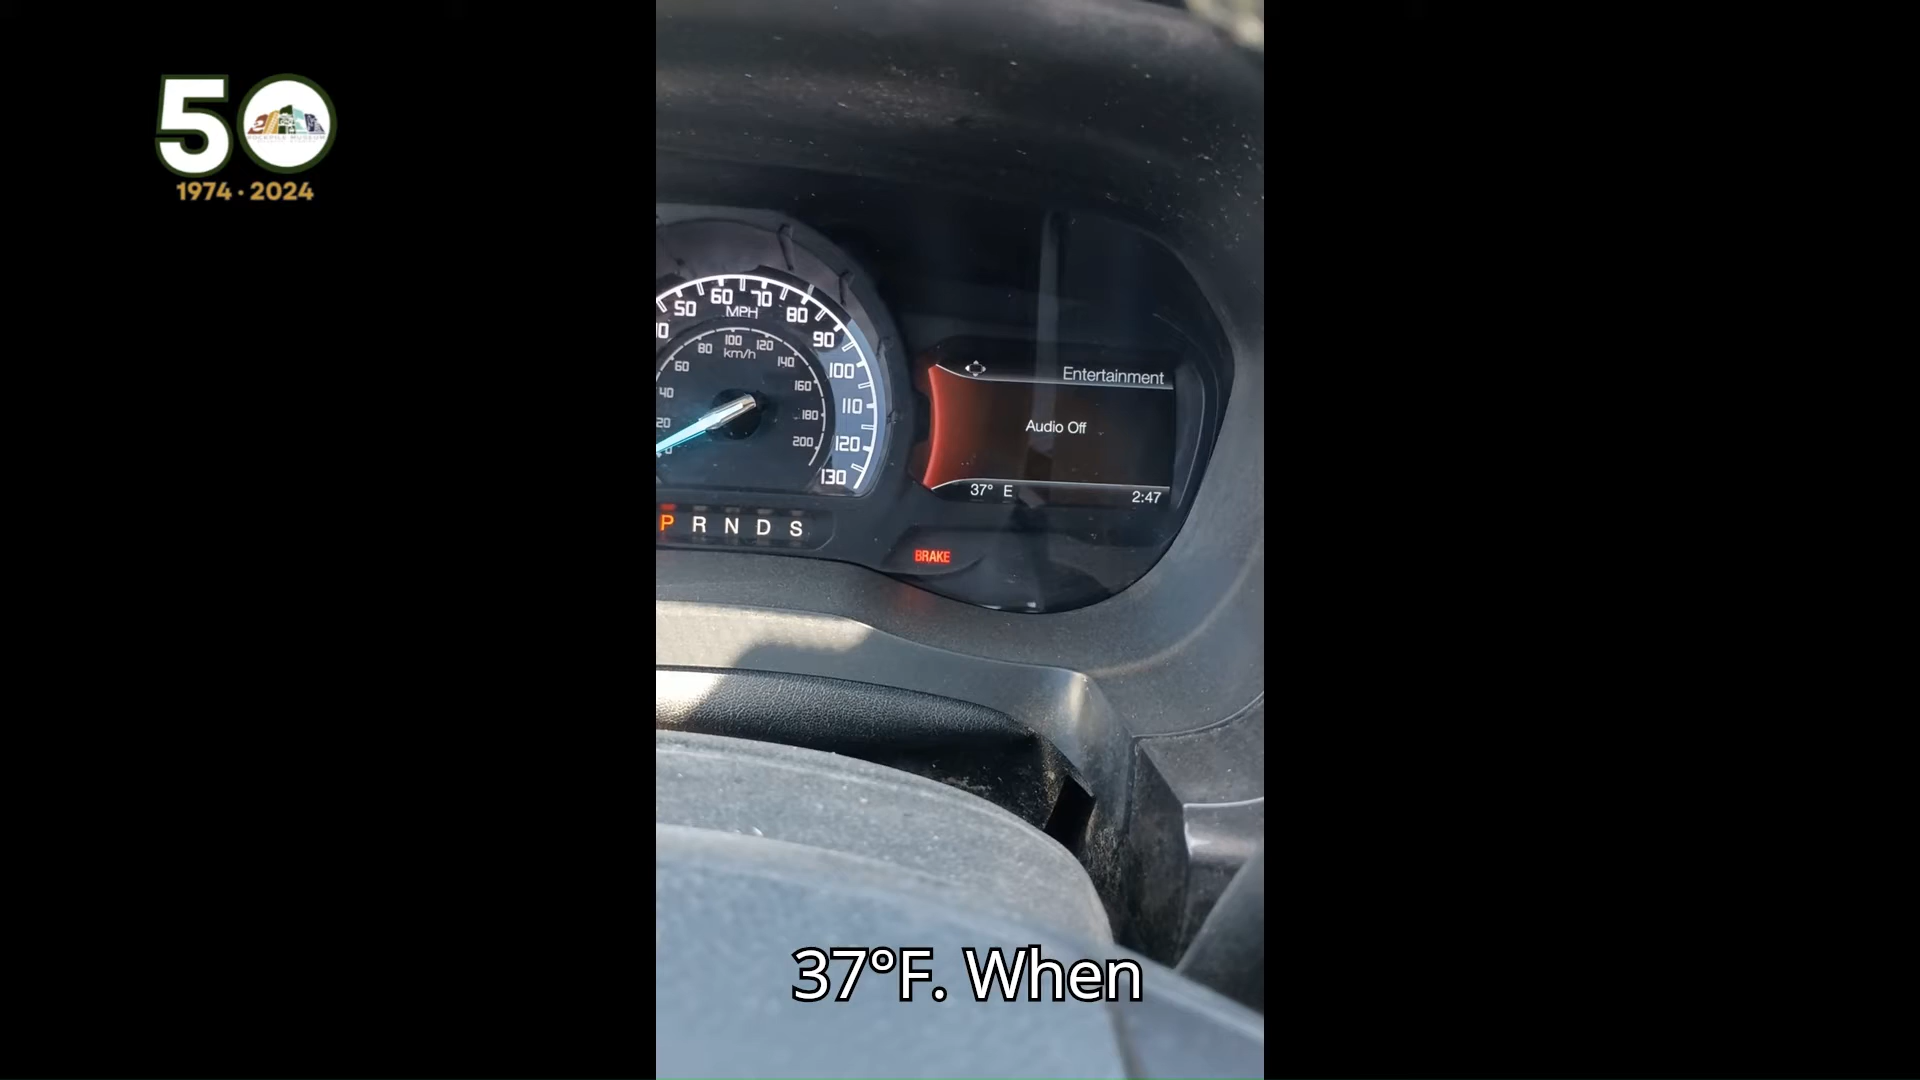 50
1974 · 2024
50 60 70 80 90 100 110 120 130
MPH
20 40 60 80 100 120 140 160 180 200
km/h
P R N D S
BRAKE
Entertainment
Audio Off
37° E 2:47
37°F. When